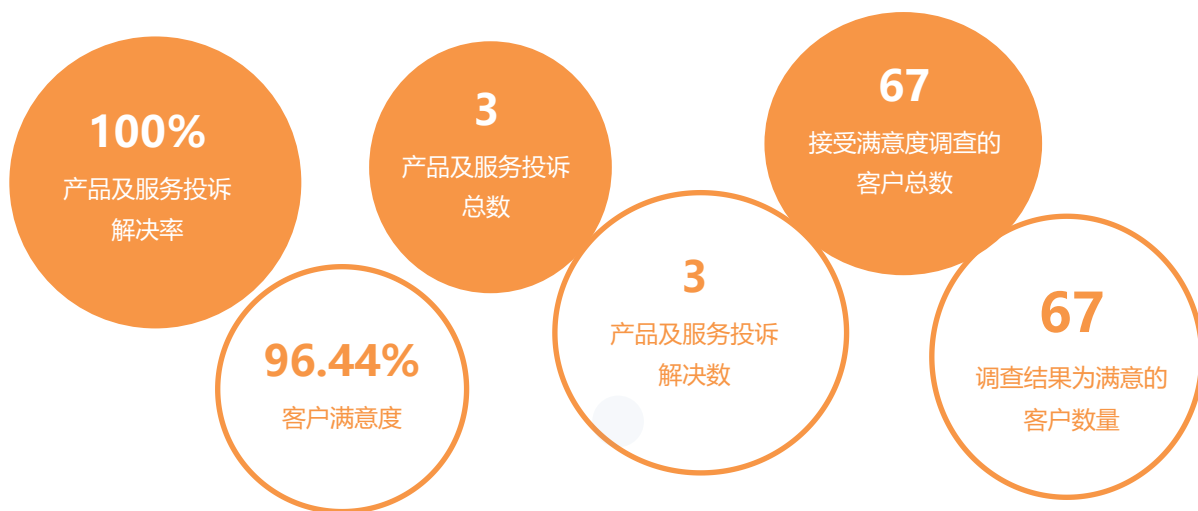 100%
产品及服务投诉
解决率
96.44%
客户满意度
3
产品及服务投诉
总数
3
产品及服务投诉
解决数
67
接受满意度调查的
客户总数
67
调查结果为满意的
客户数量